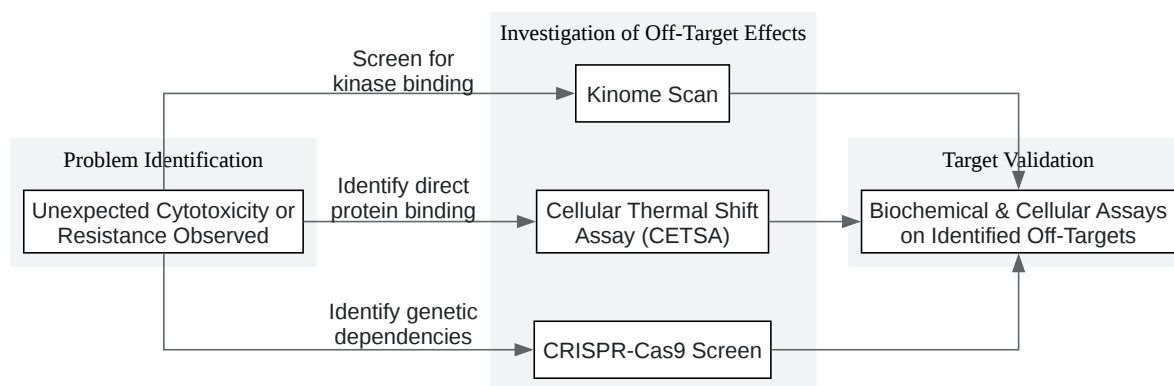 Investigation of Off-Target Effects
Screen for
kinase binding
Kinome Scan
Problem Identification
Target Validation
Unexpected Cytotoxicity or
Resistance Observed
Identify direct
protein binding
Cellular Thermal Shift
Assay (CETSA)
Biochemical & Cellular Assays
on Identified Off-Targets
Identify genetic
dependencies
CRISPR-Cas9 Screen